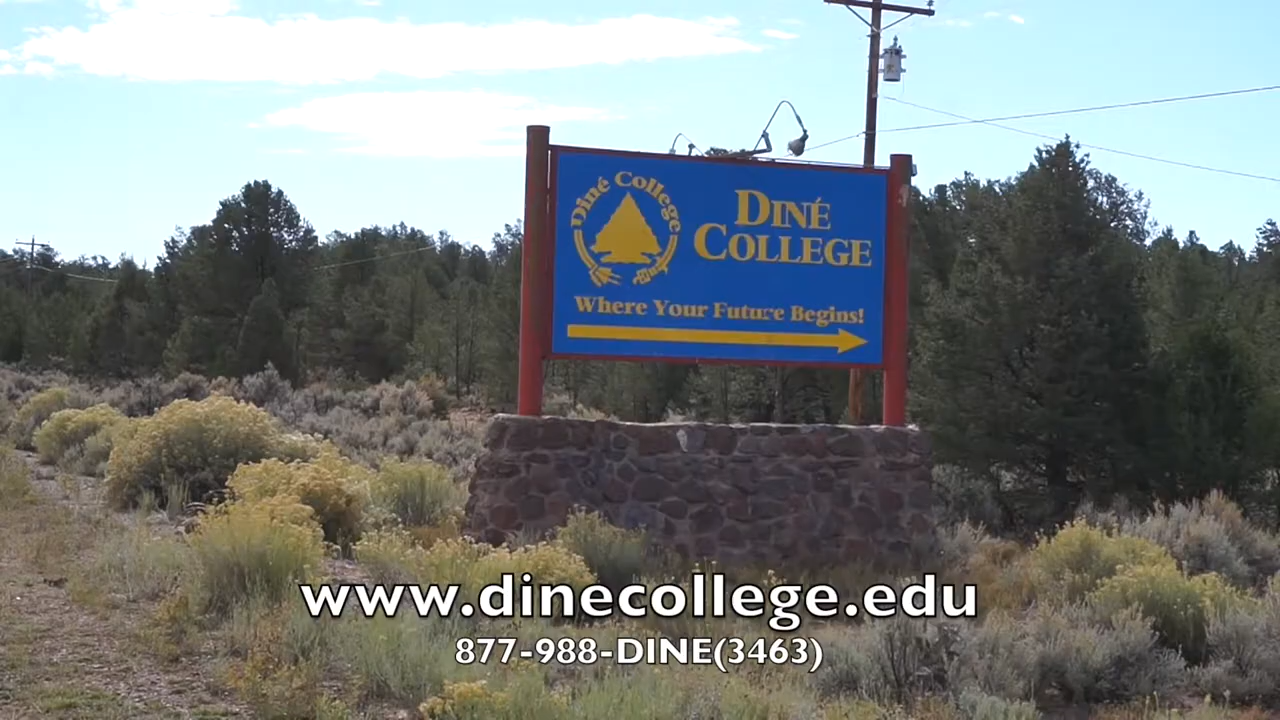 Diné College
DINÉ
COLLEGE
Where Your Future Begins!
www.dinecollege.edu
877-988-DINE(3463)